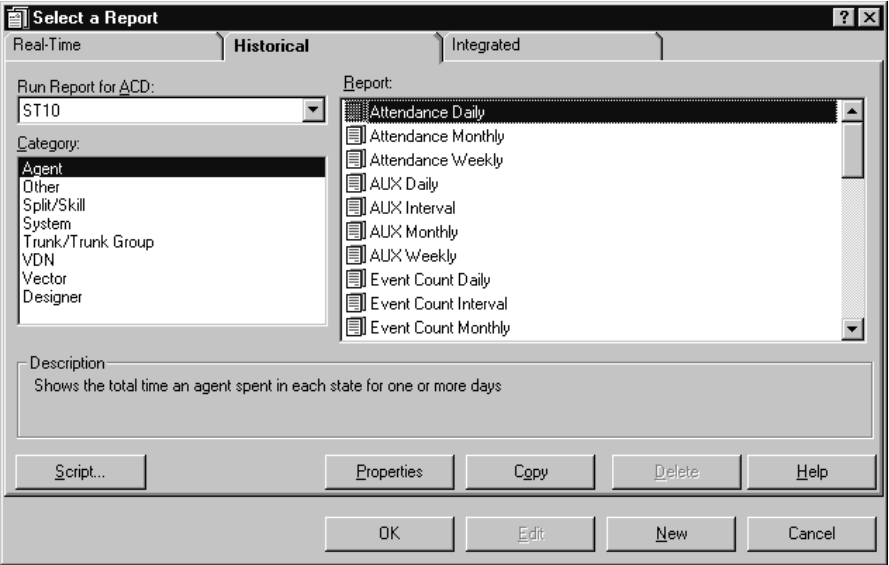 Select a Report
Real-Time
Historical
Integrated
Run Report for ACD:
ST10
Category:
Agent
Other
Split/Skill
System
Trunk/Trunk Group
VDN
Vector
Designer
Report:
Attendance Daily
Attendance Monthly
Attendance Weekly
AUX Daily
AUX Interval
AUX Monthly
AUX Weekly
Event Count Daily
Event Count Interval
Event Count Monthly
Description
Shows the total time an agent spent in each state for one or more days
Script...
Properties
Copy
Delete
Help
OK
Edit
New
Cancel